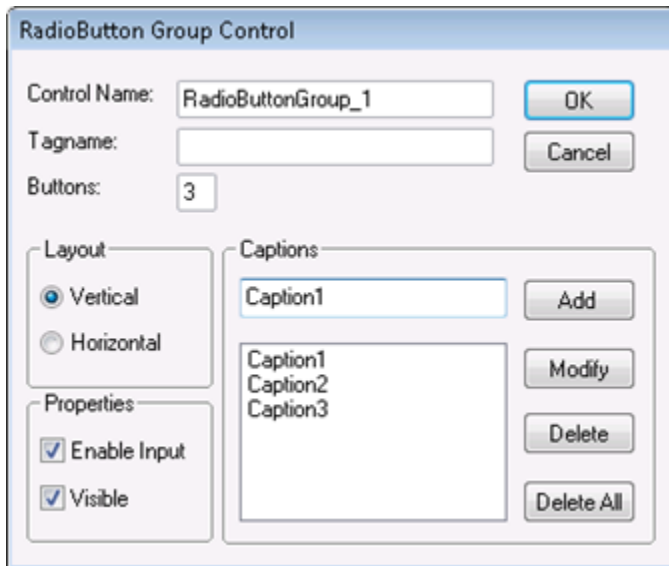 RadioButton Group Control
Control Name: RadioButtonGroup_1 OK
Tagname: Cancel
Buttons: 3
Layout
Vertical
Horizontal
Properties
Enable Input
Visible
Captions
Caption1 Add
Caption1
Caption2
Caption3
Modify
Delete
Delete All